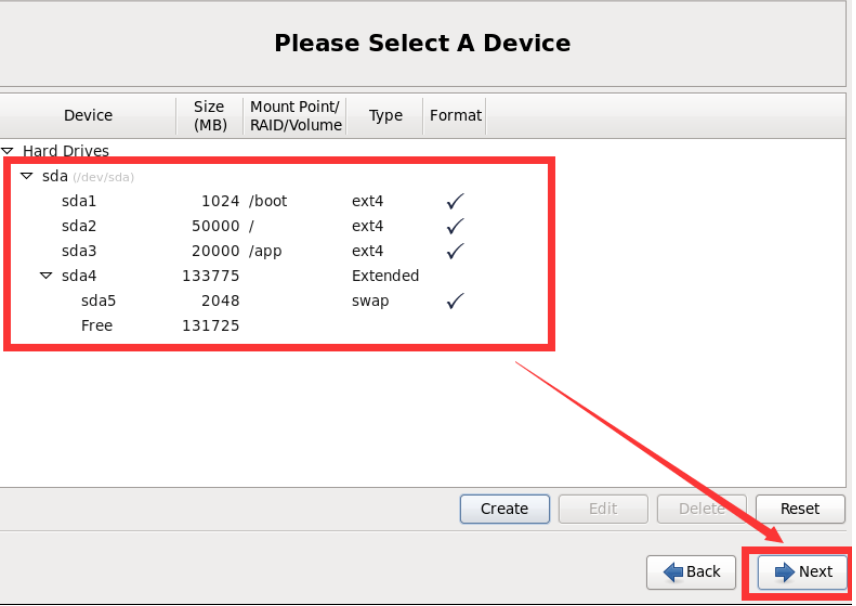 Please Select A Device
Device Size (MB) Mount Point/ RAID/Volume Type Format
Hard Drives
sda (/dev/sda)
sda1 1024 /boot ext4 ✓
sda2 50000 / ext4 ✓
sda3 20000 /app ext4 ✓
sda4 133775 Extended
sda5 2048 swap ✓
Free 131725
Create Edit Delete Reset
Back Next